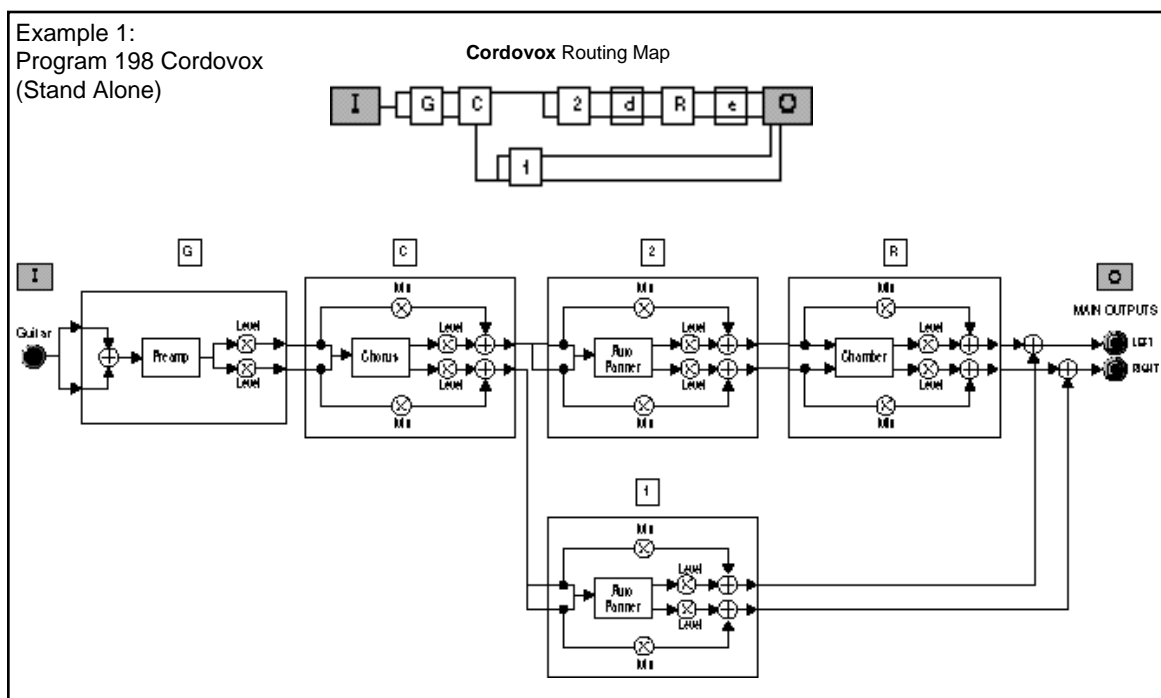 Example 1:
Program 198 Cordovox
(Stand Alone)
Cordovox Routing Map
I G C 2 d R e O
1
G C 2 R
I O
MAIN OUTPUTS
Guitar
Mix Mix Mix
Level Level Level Level
LEFT
Preamp Chorus Auto Panner Chamber
RIGHT
Level Level Level Level
Mix Mix Mix
1
Mix
Level
Auto
Panner
Level
Mix